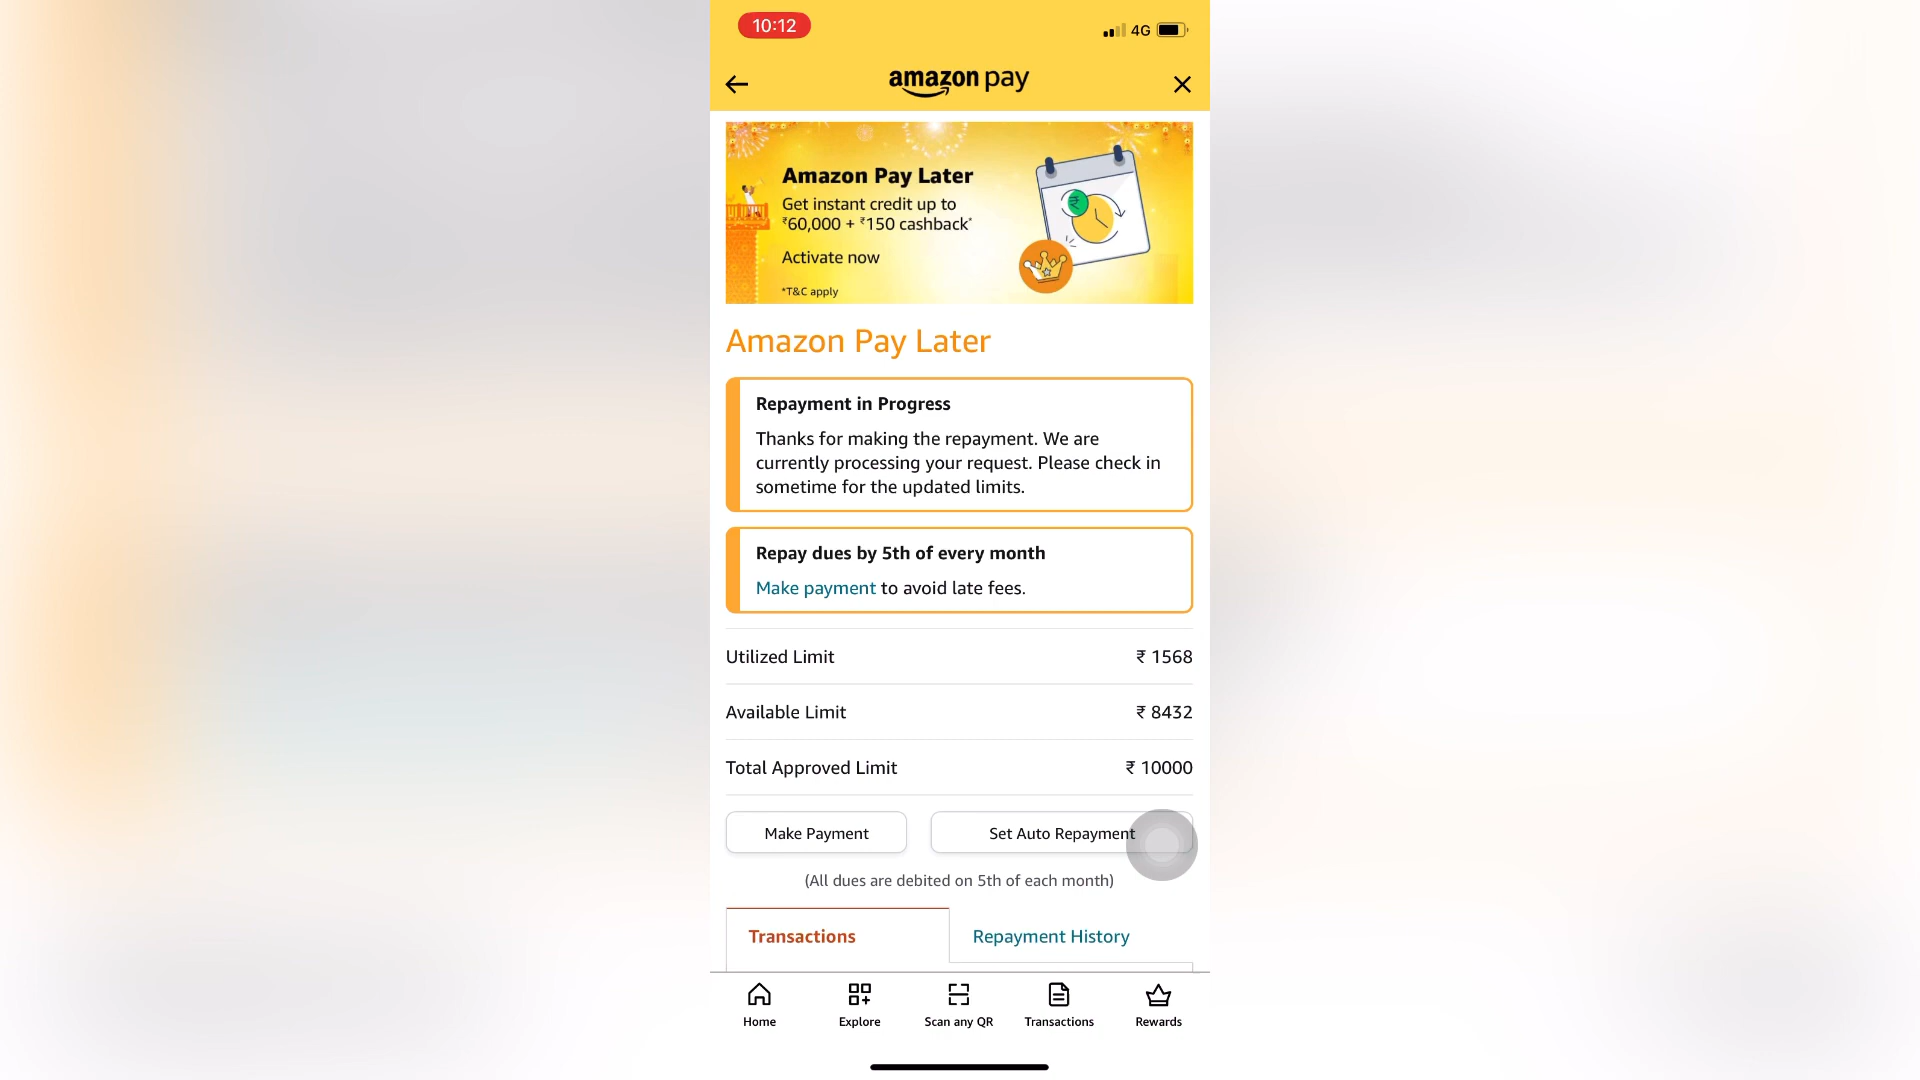 10:12
4G
amazon pay
Amazon Pay Later
Get instant credit up to
₹60,000 + ₹150 cashback*
Activate now
*T&C apply
Amazon Pay Later
Repayment in Progress
Thanks for making the repayment. We are
currently processing your request. Please check in
sometime for the updated limits.
Repay dues by 5th of every month
Make payment to avoid late fees.
Utilized Limit ₹ 1568
Available Limit ₹ 8432
Total Approved Limit ₹ 10000
Make Payment Set Auto Repayment
(All dues are debited on 5th of each month)
Transactions Repayment History
Home Explore Scan any QR Transactions Rewards